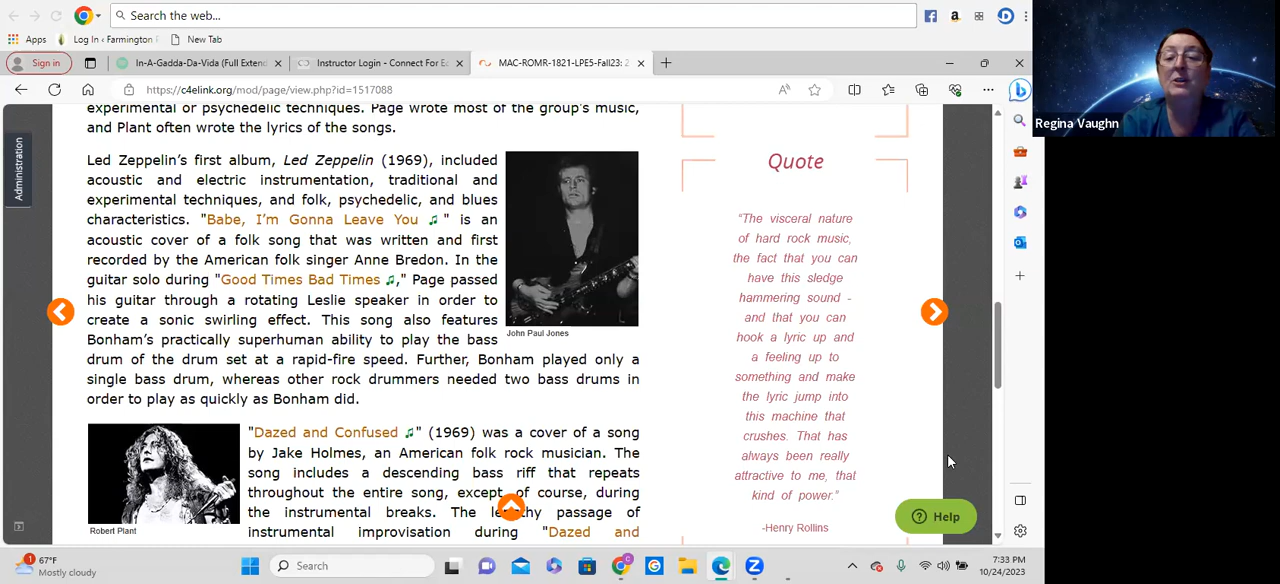 Search the web...
Apps
Log In ‹ Farmington
New Tab
Sign in
In-A-Gadda-Da-Vida (Full Extend
Instructor Login - Connect For E
MAC-ROMR-1821-LPE5-Fall23: 2
https://c4elink.org/mod/page/view.php?id=1517088
Regina Vaughn
Administration
experimental or psychedelic techniques. Page wrote most of the group's music,
and Plant often wrote the lyrics of the songs.
Led Zeppelin's first album, Led Zeppelin (1969), included
acoustic and electric instrumentation, traditional and
experimental techniques, and folk, psychedelic, and blues
characteristics. "Babe, I'm Gonna Leave You ♫ " is an
acoustic cover of a folk song that was written and first
recorded by the American folk singer Anne Bredon. In the
guitar solo during "Good Times Bad Times ♫," Page passed
his guitar through a rotating Leslie speaker in order to
create a sonic swirling effect. This song also features
Bonham's practically superhuman ability to play the bass
drum of the drum set at a rapid-fire speed. Further, Bonham played only a
single bass drum, whereas other rock drummers needed two bass drums in
order to play as quickly as Bonham did.
John Paul Jones
"Dazed and Confused ♫" (1969) was a cover of a song
by Jake Holmes, an American folk rock musician. The
song includes a descending bass riff that repeats
throughout the entire song, except, of course, during
the instrumental breaks. The lengthy passage of
instrumental improvisation during "Dazed and
Robert Plant
Quote
"The visceral nature
of hard rock music,
the fact that you can
have this sledge
hammering sound -
and that you can
hook a lyric up and
a feeling up to
something and make
the lyric jump into
this machine that
crushes. That has
always been really
attractive to me, that
kind of power."
-Henry Rollins
Help
67°F
Mostly cloudy
Search
7:33 PM
10/24/2023